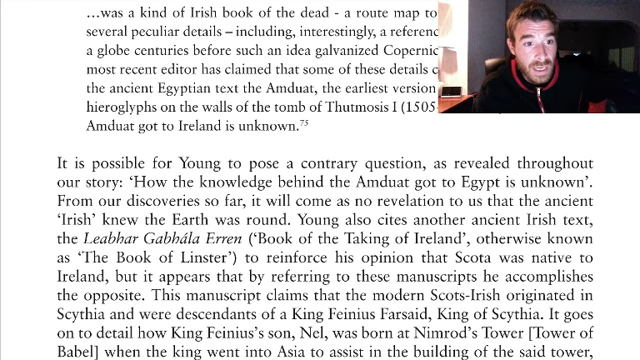 …was a kind of Irish book of the dead - a route map to
several peculiar details – including, interestingly, a referenc
a globe centuries before such an idea galvanized Copernic
most recent editor has claimed that some of these details c
the ancient Egyptian text the Amduat, the earliest version
hieroglyphs on the walls of the tomb of Thutmosis I (1505-
Amduat got to Ireland is unknown.⁷⁵
It is possible for Young to pose a contrary question, as revealed throughout
our story: ‘How the knowledge behind the Amduat got to Egypt is unknown’.
From our discoveries so far, it will come as no revelation to us that the ancient
‘Irish’ knew the Earth was round. Young also cites another ancient Irish text,
the Leabhar Gabhála Erren (‘Book of the Taking of Ireland’, otherwise known
as ‘The Book of Linster’) to reinforce his opinion that Scota was native to
Ireland, but it appears that by referring to these manuscripts he accomplishes
the opposite. This manuscript claims that the modern Scots-Irish originated in
Scythia and were descendants of a King Feinius Farsaid, King of Scythia. It goes
on to detail how King Feinius’s son, Nel, was born at Nimrod’s Tower [Tower of
Babel] when the king went into Asia to assist in the building of the said tower,